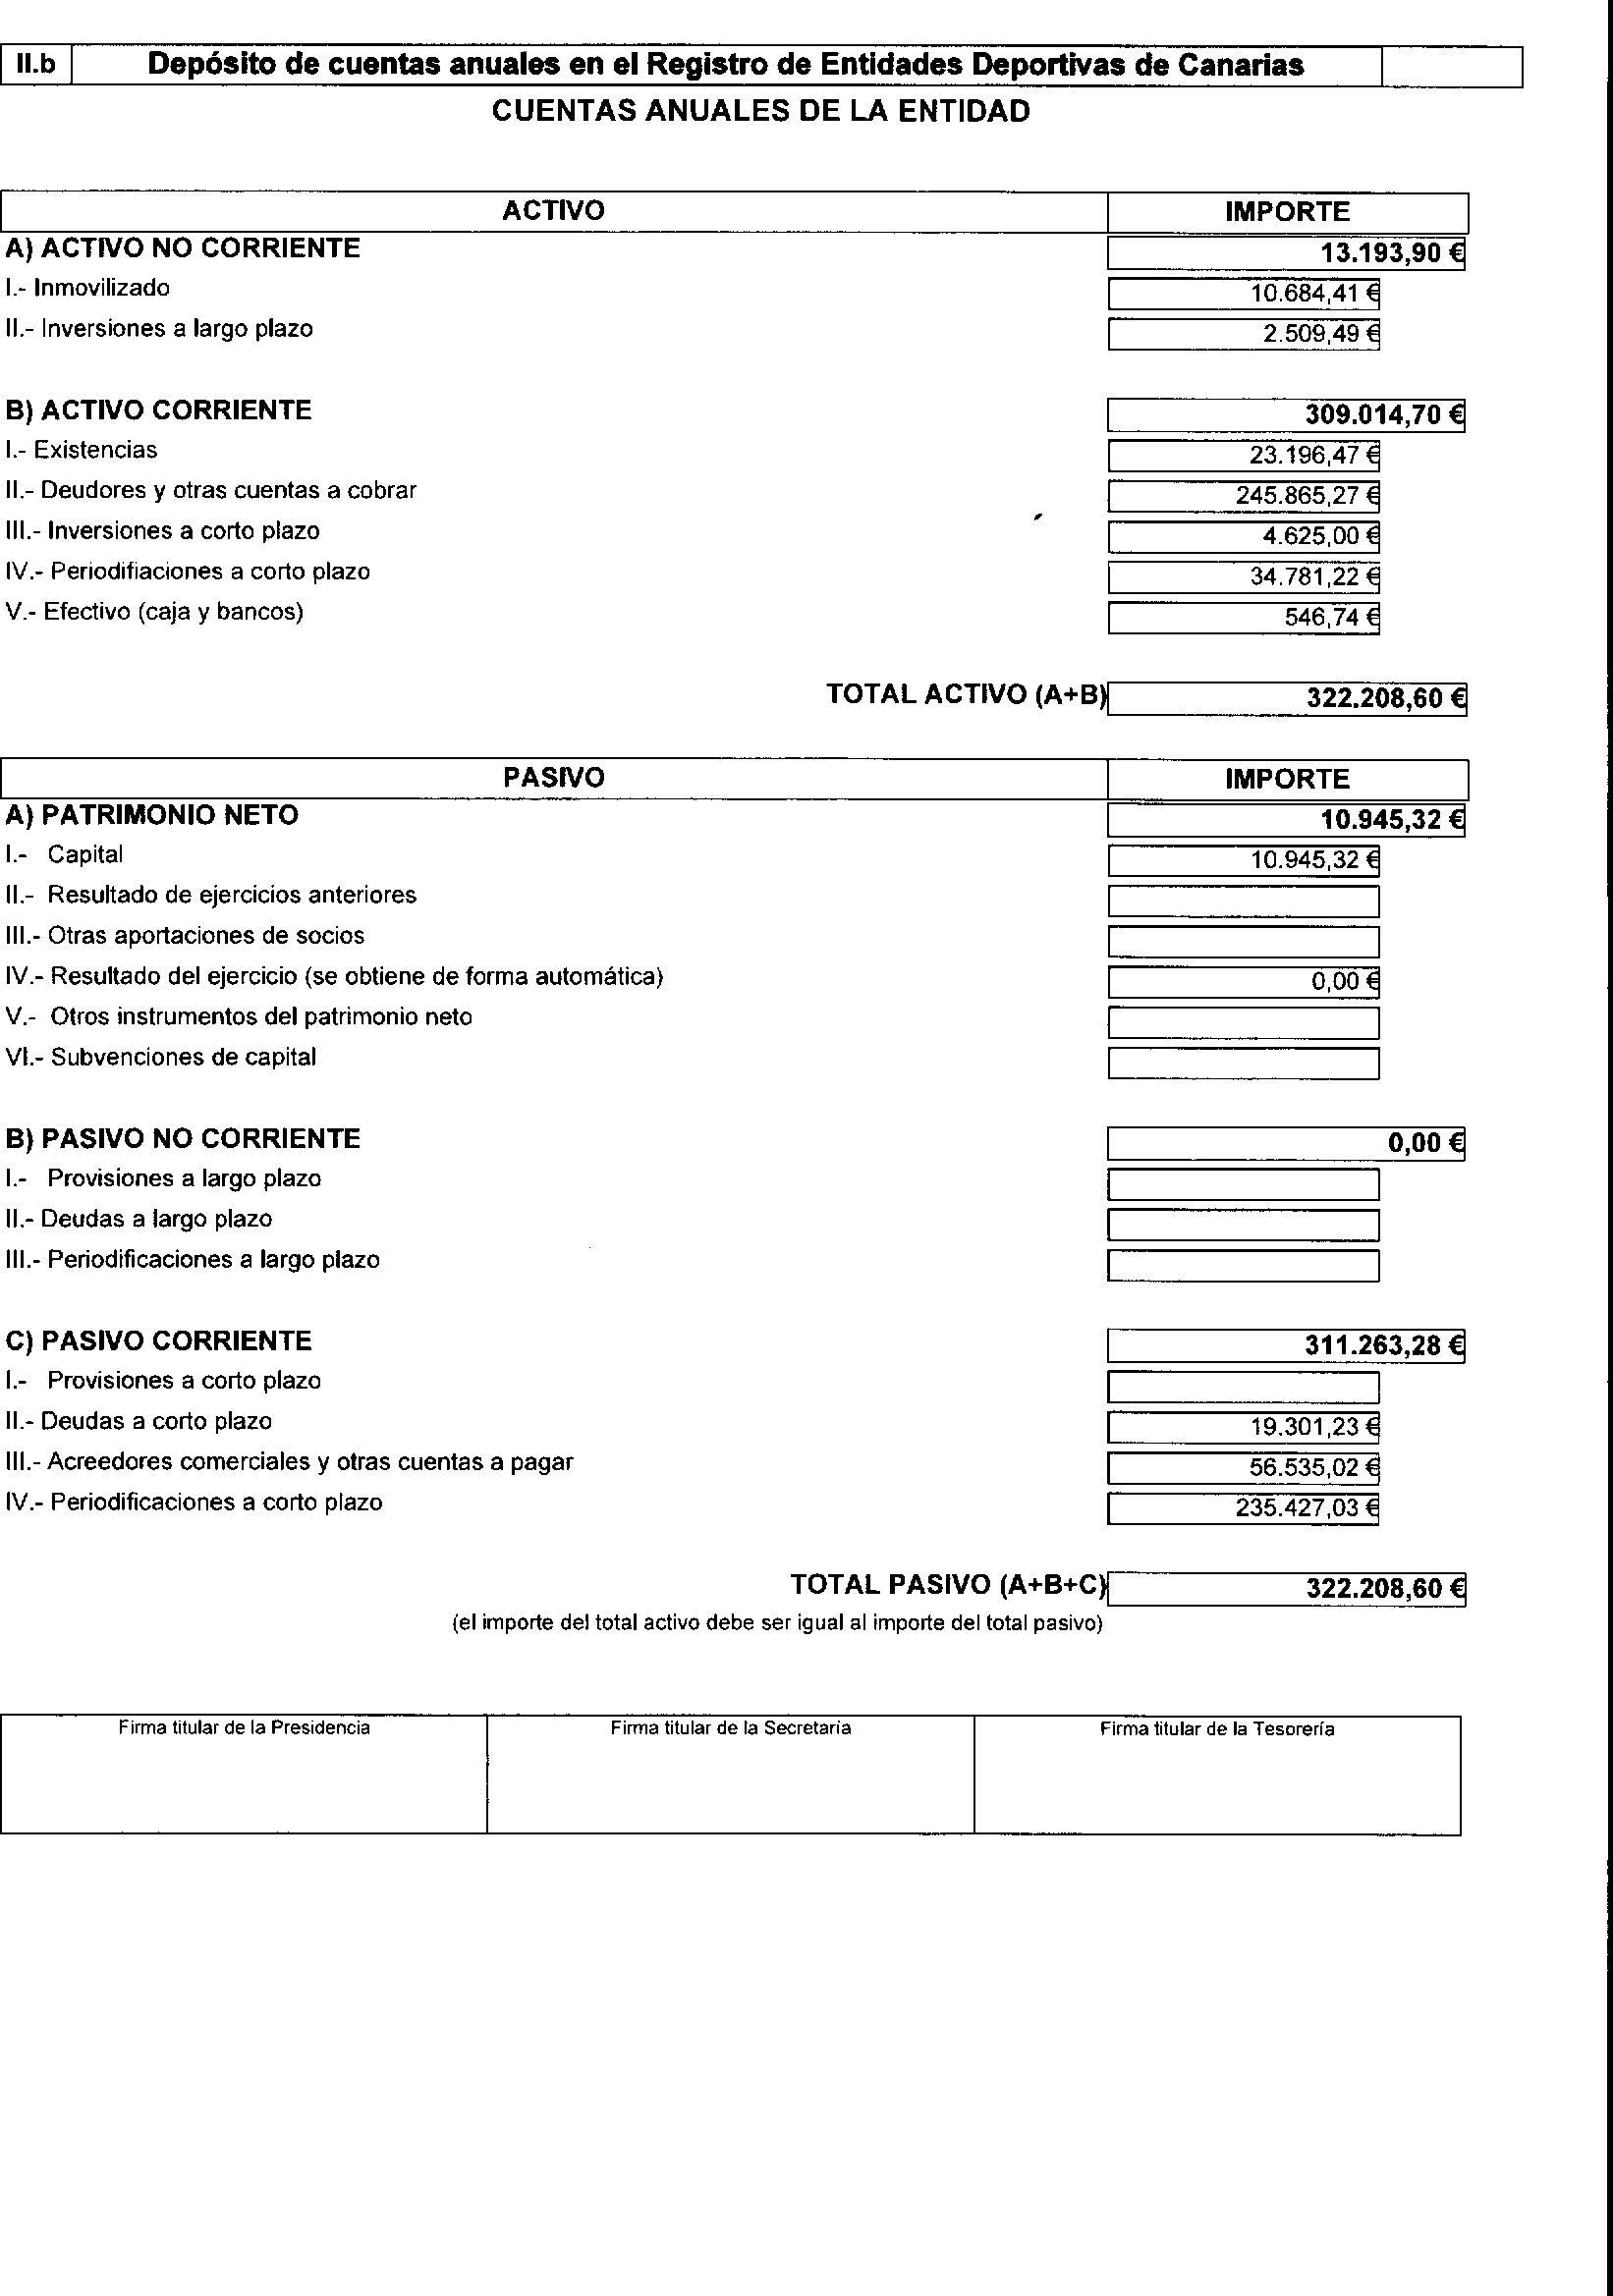 II.b Depósito de cuentas anuales en el Registro de Entidades Deportivas de Canarias
CUENTAS ANUALES DE LA ENTIDAD
ACTIVO IMPORTE
A) ACTIVO NO CORRIENTE 13.193,90 €
I.- Inmovilizado 10.684,41 €
II.- Inversiones a largo plazo 2.509,49 €
B) ACTIVO CORRIENTE 309.014,70 €
I.- Existencias 23.196,47 €
II.- Deudores y otras cuentas a cobrar 245.865,27 €
III.- Inversiones a corto plazo 4.625,00 €
IV.- Periodifiaciones a corto plazo 34.781,22 €
V.- Efectivo (caja y bancos) 546,74 €
TOTAL ACTIVO (A+B) 322.208,60 €
PASIVO IMPORTE
A) PATRIMONIO NETO 10.945,32 €
I.- Capital 10.945,32 €
II.- Resultado de ejercicios anteriores
III.- Otras aportaciones de socios
IV.- Resultado del ejercicio (se obtiene de forma automática) 0,00 €
V.- Otros instrumentos del patrimonio neto
VI.- Subvenciones de capital
B) PASIVO NO CORRIENTE 0,00 €
I.- Provisiones a largo plazo
II.- Deudas a largo plazo
III.- Periodificaciones a largo plazo
C) PASIVO CORRIENTE 311.263,28 €
I.- Provisiones a corto plazo
II.- Deudas a corto plazo 19.301,23 €
III.- Acreedores comerciales y otras cuentas a pagar 56.535,02 €
IV.- Periodificaciones a corto plazo 235.427,03 €
TOTAL PASIVO (A+B+C) 322.208,60 €
(el importe del total activo debe ser igual al importe del total pasivo)
Firma titular de la Presidencia Firma titular de la Secretaría Firma titular de la Tesorería